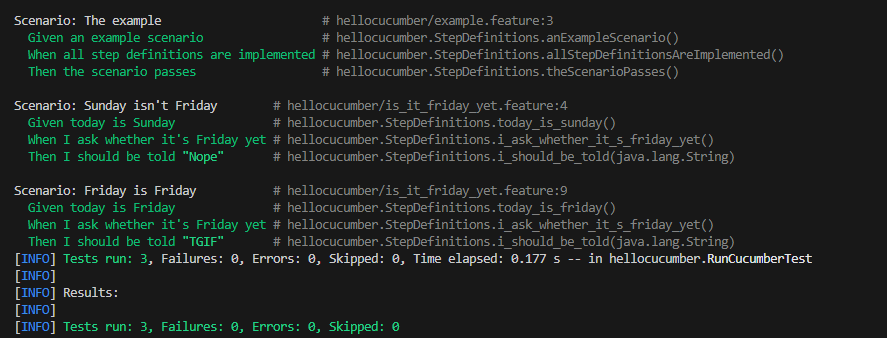 Scenario: The example                       # hellocucumber/example.feature:3
  Given an example scenario                 # hellocucumber.StepDefinitions.anExampleScenario()
  When all step definitions are implemented # hellocucumber.StepDefinitions.allStepDefinitionsAreImplemented()
  Then the scenario passes                  # hellocucumber.StepDefinitions.theScenarioPasses()

Scenario: Sunday isn't Friday        # hellocucumber/is_it_friday_yet.feature:4
  Given today is Sunday              # hellocucumber.StepDefinitions.today_is_sunday()
  When I ask whether it's Friday yet # hellocucumber.StepDefinitions.i_ask_whether_it_s_friday_yet()
  Then I should be told "Nope"       # hellocucumber.StepDefinitions.i_should_be_told(java.lang.String)

Scenario: Friday is Friday           # hellocucumber/is_it_friday_yet.feature:9
  Given today is Friday              # hellocucumber.StepDefinitions.today_is_friday()
  When I ask whether it's Friday yet # hellocucumber.StepDefinitions.i_ask_whether_it_s_friday_yet()
  Then I should be told "TGIF"       # hellocucumber.StepDefinitions.i_should_be_told(java.lang.String)
[INFO] Tests run: 3, Failures: 0, Errors: 0, Skipped: 0, Time elapsed: 0.177 s -- in hellocucumber.RunCucumberTest
[INFO]
[INFO] Results:
[INFO]
[INFO] Tests run: 3, Failures: 0, Errors: 0, Skipped: 0